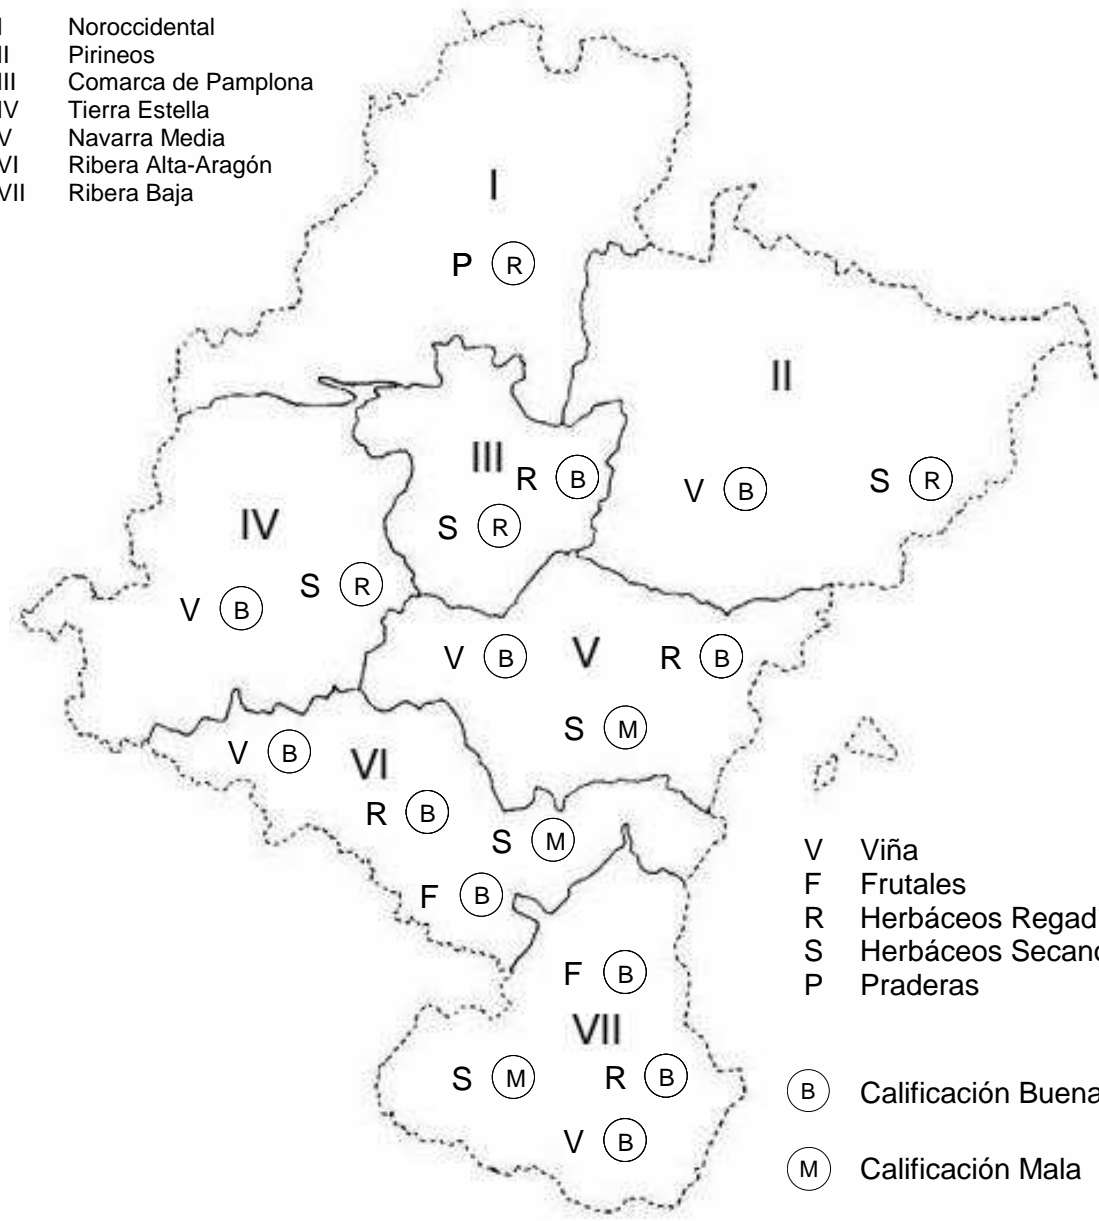 I Noroccidental
II Pirineos
III Comarca de Pamplona
IV Tierra Estella
V Navarra Media
VI Ribera Alta-Aragón
VII Ribera Baja
I
P R
II
III
R B
V B
S R
S R
IV
S R
V B
V B
V
R B
S M
V B
VI
R B
S M
F B
V Viña
F Frutales
R Herbáceos Regad
S Herbáceos Secano
P Praderas
F B
VII
S M
R B
V B
B Calificación Buena
M Calificación Mala